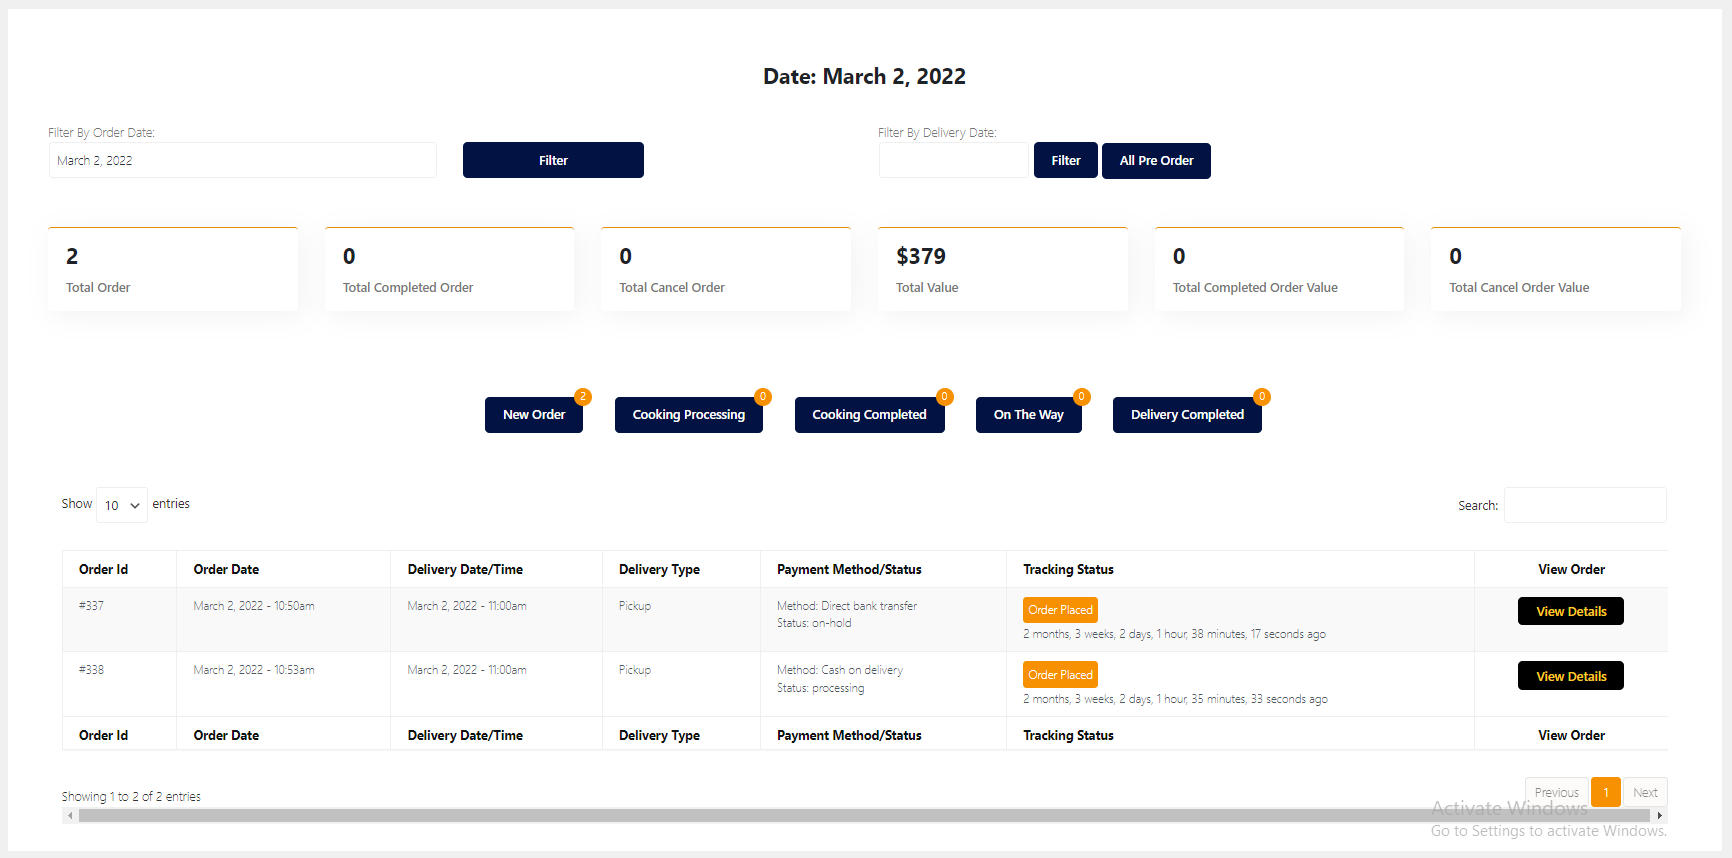 Date: March 2, 2022
Filter By Order Date:
March 2, 2022
Filter
Filter By Delivery Date:
Filter
All Pre Order
2
Total Order
0
Total Completed Order
0
Total Cancel Order
$379
Total Value
0
Total Completed Order Value
0
Total Cancel Order Value
New Order 2
Cooking Processing 0
Cooking Completed 0
On The Way 0
Delivery Completed 0
Show 10 entries
Search:
Order Id Order Date Delivery Date/Time Delivery Type Payment Method/Status Tracking Status View Order
#337 March 2, 2022 - 10:50am March 2, 2022 - 11:00am Pickup Method: Direct bank transfer Order Placed View Details
Status: on-hold 2 months, 3 weeks, 2 days, 1 hour, 38 minutes, 17 seconds ago
#338 March 2, 2022 - 10:53am March 2, 2022 - 11:00am Pickup Method: Cash on delivery Order Placed View Details
Status: processing 2 months, 3 weeks, 2 days, 1 hour, 35 minutes, 33 seconds ago
Order Id Order Date Delivery Date/Time Delivery Type Payment Method/Status Tracking Status View Order
Showing 1 to 2 of 2 entries
Previous 1 Next
Activate Windows
Go to Settings to activate Windows.